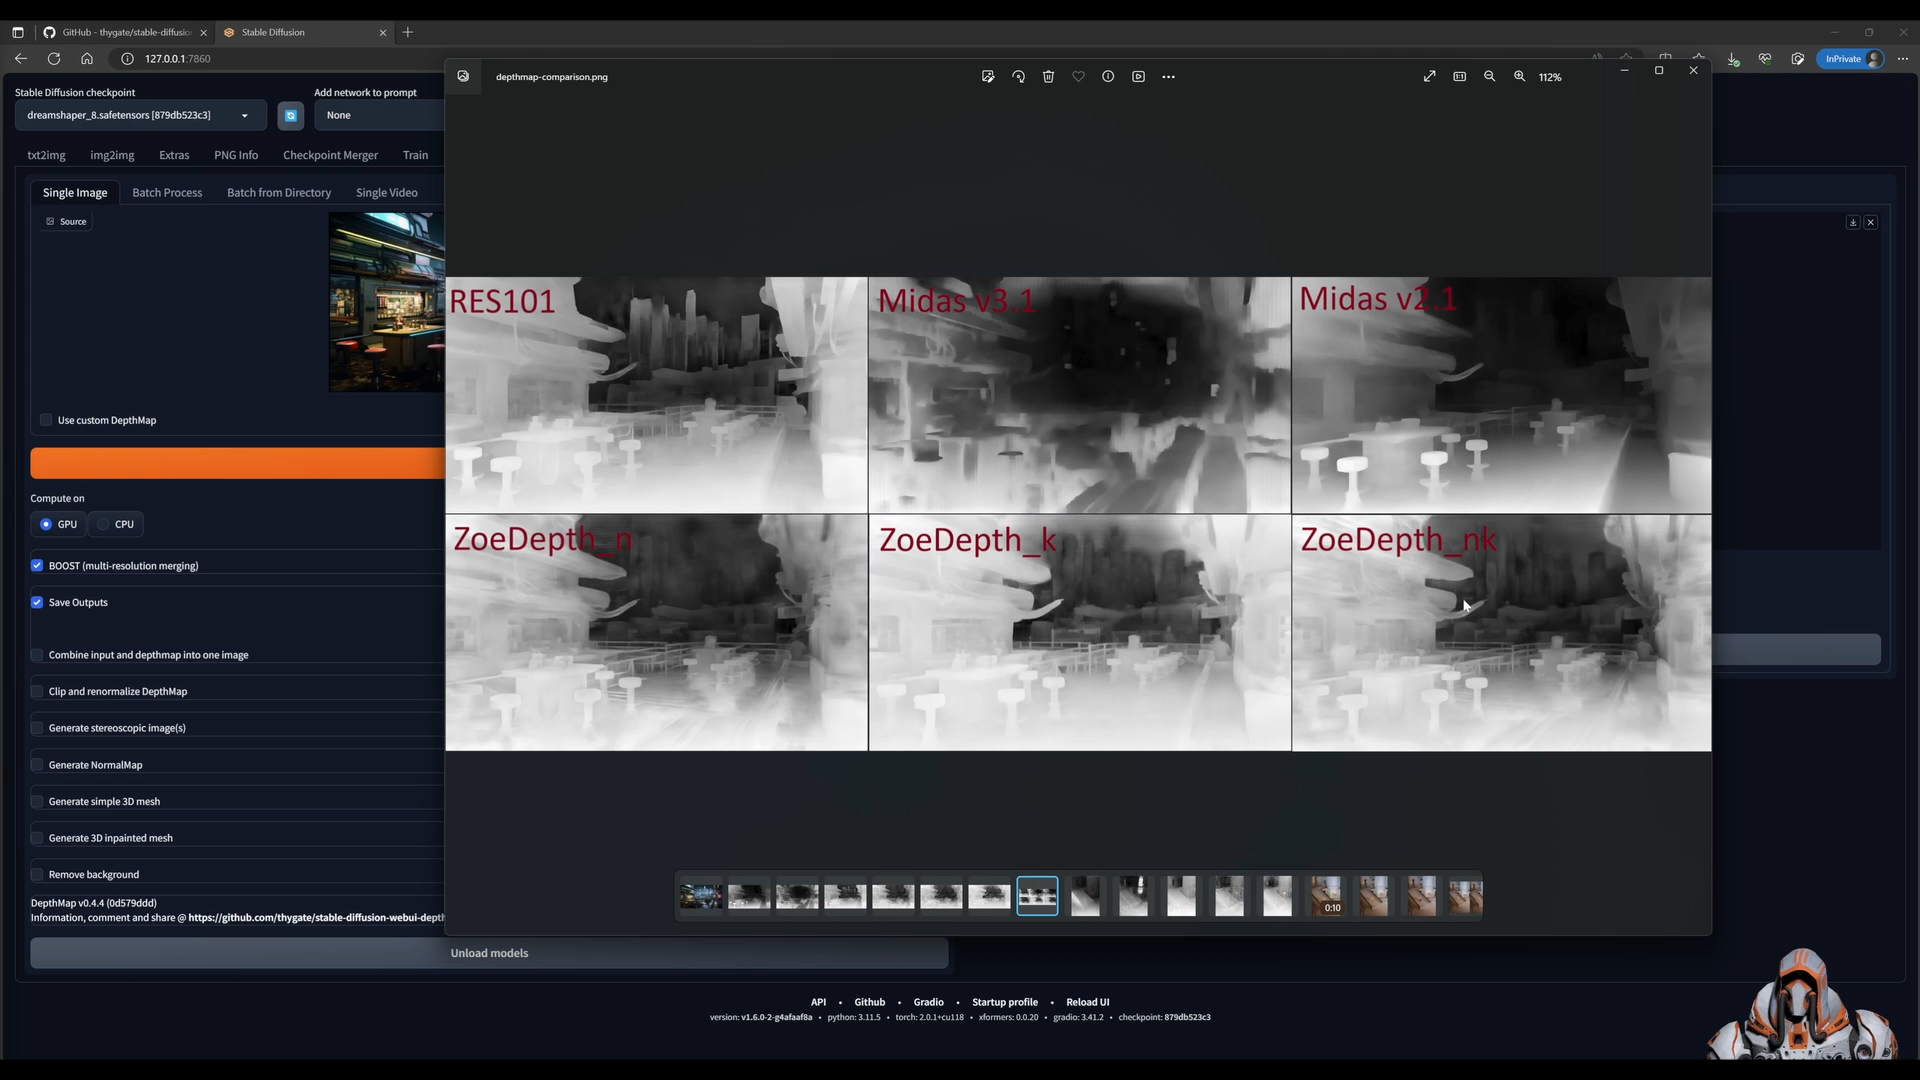 GitHub - thygate/stable-diffusio
Stable Diffusion
127.0.0.1:7860
InPrivate
depthmap-comparison.png
112%
Stable Diffusion checkpoint
Add network to prompt
dreamshaper_8.safetensors [879db523c3]
None
txt2img
img2img
Extras
PNG Info
Checkpoint Merger
Train
Single Image
Batch Process
Batch from Directory
Single Video
Source
RES101
Midas v3.1
Midas v2.1
Use custom DepthMap
Compute on
GPU
CPU
ZoeDepth_n
ZoeDepth_k
ZoeDepth_nk
BOOST (multi-resolution merging)
Save Outputs
Combine input and depthmap into one image
Clip and renormalize DepthMap
Generate stereoscopic image(s)
Generate NormalMap
Generate simple 3D mesh
Generate 3D inpainted mesh
Remove background
0:10
DepthMap v0.4.4 (0d579ddd)
Information, comment and share @ https://github.com/thygate/stable-diffusion-webui-depth
Unload models
API • Github • Gradio • Startup profile • Reload UI
version: v1.6.0-2-g4afaaf8a • python: 3.11.5 • torch: 2.0.1+cu118 • xformers: 0.0.20 • gradio: 3.41.2 • checkpoint: 879db523c3